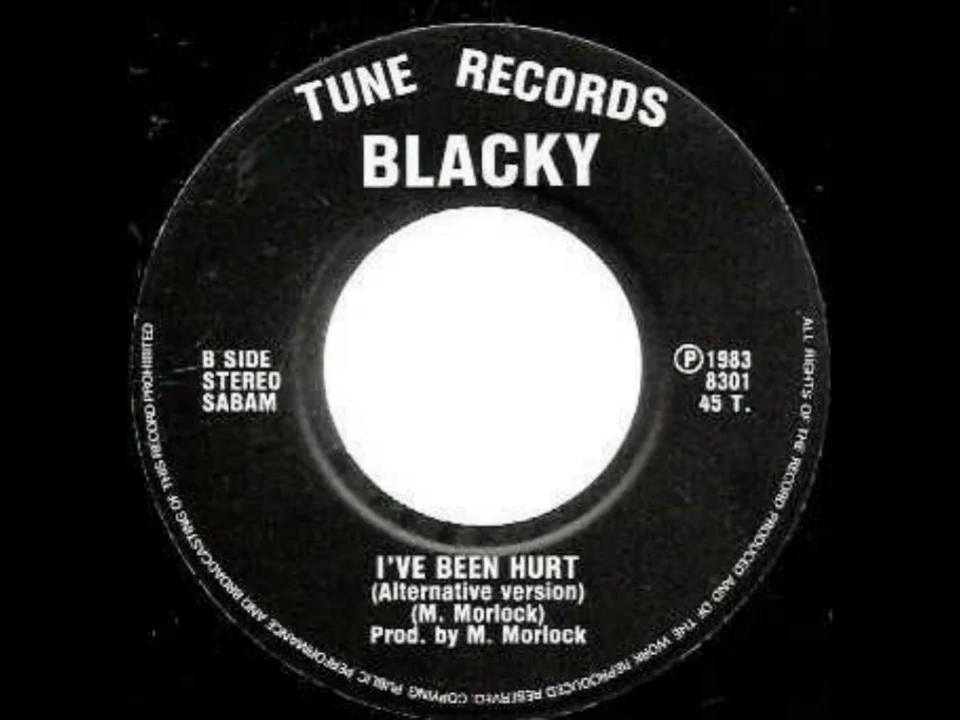 TUNE RECORDS
BLACKY
B SIDE
STEREO
SABAM
Ⓟ1983
8301
45 T.
I'VE BEEN HURT
(Alternative version)
(M. Morlock)
Prod. by M. Morlock
ALL RIGHTS OF THE RECORD PRODUCED AND OF THE WORK REPRODUCED RESERVED. COPYING PUBLIC PERFORMANCE AND BROADCASTING OF THIS RECORD PROHIBITED